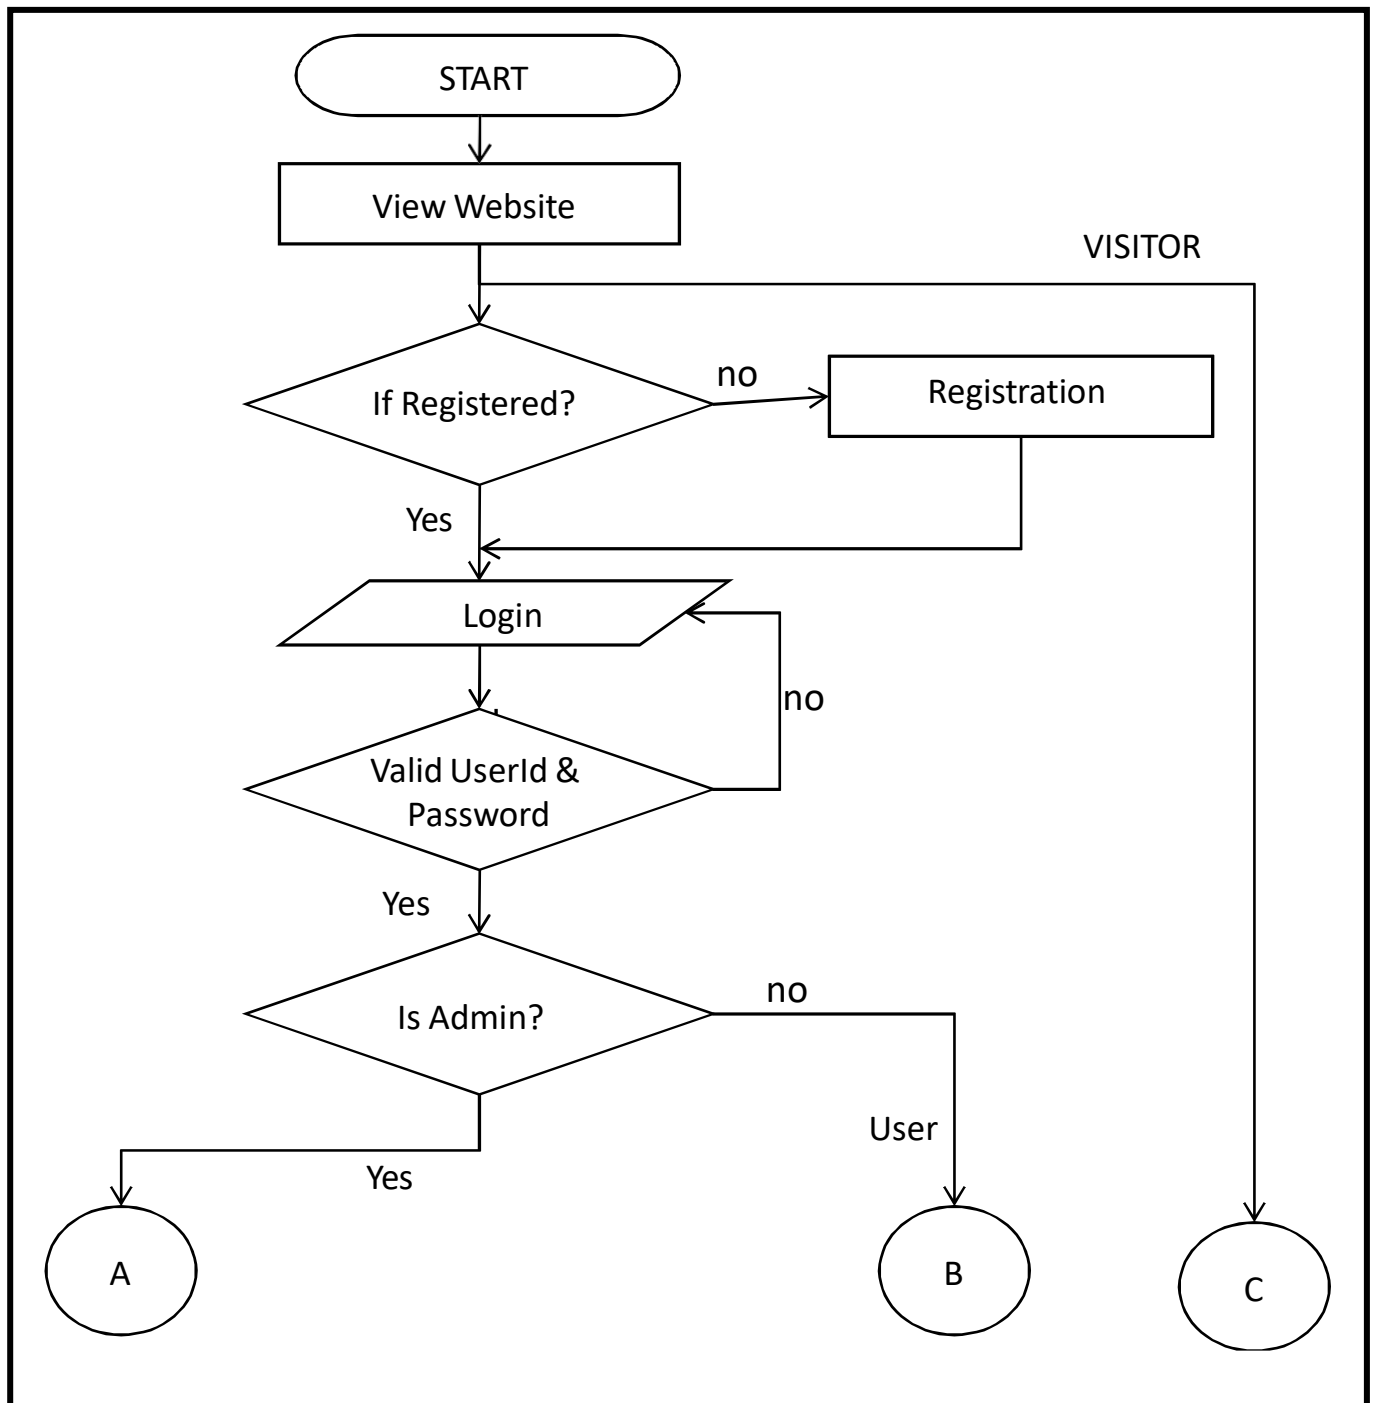 START
View Website
VISITOR
If Registered?
no
Registration
Yes
Login
no
Valid UserId &
Password
Yes
Is Admin?
no
User
Yes
A
B
C